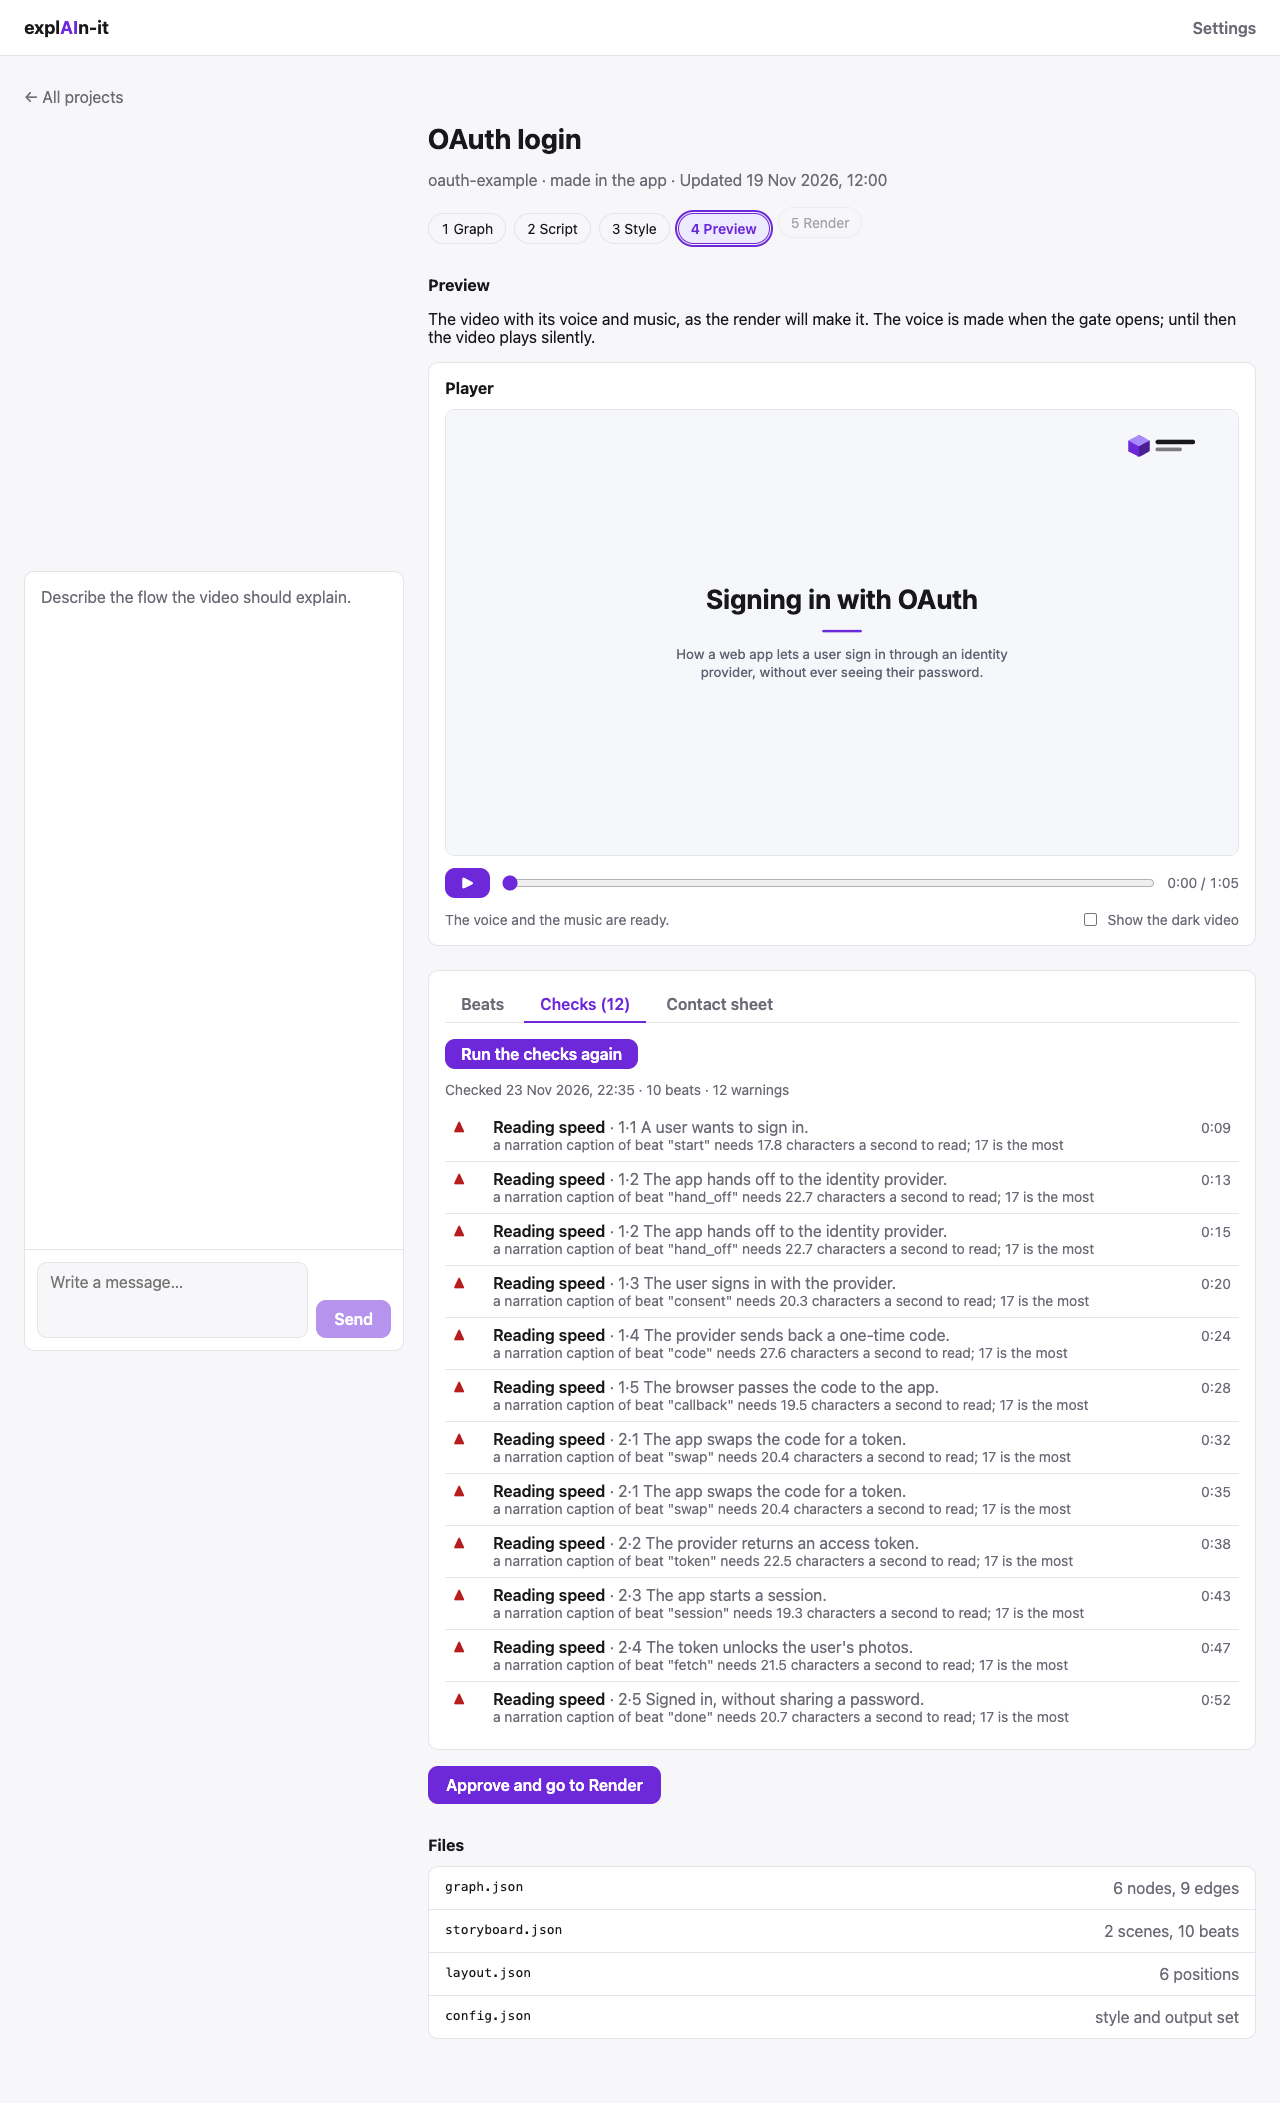 explAIn-it
Settings
← All projects
OAuth login
oauth-example · made in the app · Updated 19 Nov 2026, 12:00
1 Graph
2 Script
3 Style
4 Preview
5 Render
Preview
The video with its voice and music, as the render will make it. The voice is made when the gate opens; until then
the video plays silently.
Player
Signing in with OAuth
How a web app lets a user sign in through an identity
provider, without ever seeing their password.
0:00 / 1:05
The voice and the music are ready.
Show the dark video
Describe the flow the video should explain.
Write a message...
Send
Beats
Checks (12)
Contact sheet
Run the checks again
Checked 23 Nov 2026, 22:35 · 10 beats · 12 warnings
Reading speed · 1·1 A user wants to sign in.
0:09
a narration caption of beat "start" needs 17.8 characters a second to read; 17 is the most
Reading speed · 1·2 The app hands off to the identity provider.
0:13
a narration caption of beat "hand_off" needs 22.7 characters a second to read; 17 is the most
Reading speed · 1·2 The app hands off to the identity provider.
0:15
a narration caption of beat "hand_off" needs 22.7 characters a second to read; 17 is the most
Reading speed · 1·3 The user signs in with the provider.
0:20
a narration caption of beat "consent" needs 20.3 characters a second to read; 17 is the most
Reading speed · 1·4 The provider sends back a one-time code.
0:24
a narration caption of beat "code" needs 27.6 characters a second to read; 17 is the most
Reading speed · 1·5 The browser passes the code to the app.
0:28
a narration caption of beat "callback" needs 19.5 characters a second to read; 17 is the most
Reading speed · 2·1 The app swaps the code for a token.
0:32
a narration caption of beat "swap" needs 20.4 characters a second to read; 17 is the most
Reading speed · 2·1 The app swaps the code for a token.
0:35
a narration caption of beat "swap" needs 20.4 characters a second to read; 17 is the most
Reading speed · 2·2 The provider returns an access token.
0:38
a narration caption of beat "token" needs 22.5 characters a second to read; 17 is the most
Reading speed · 2·3 The app starts a session.
0:43
a narration caption of beat "session" needs 19.3 characters a second to read; 17 is the most
Reading speed · 2·4 The token unlocks the user's photos.
0:47
a narration caption of beat "fetch" needs 21.5 characters a second to read; 17 is the most
Reading speed · 2·5 Signed in, without sharing a password.
0:52
a narration caption of beat "done" needs 20.7 characters a second to read; 17 is the most
Approve and go to Render
Files
graph.json
6 nodes, 9 edges
storyboard.json
2 scenes, 10 beats
layout.json
6 positions
config.json
style and output set